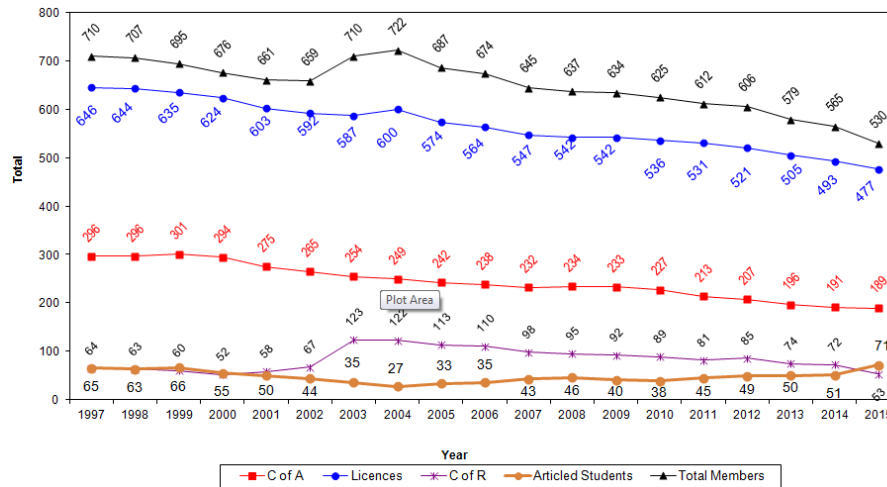 800
710 707 695 676 661 659 710 722 687 674 645 637 634 625 612 606 579 565 530
700
646 644 635 624 603 592 587 600 574 564 547 542 542 536 531 521 505 493 477
600
500
Total
400
296 296 301 294 275 265 254 249 242 238 232 234 233 227 213 207 196 191 189
300
200
Plot Area
64 63 60 52 58 67 123 122 113 110 98 95 92 89 81 85 74 72 71
100
65 63 66 55 50 44 35 27 33 35 43 46 40 38 45 49 50 51 53
0
1997 1998 1999 2000 2001 2002 2003 2004 2005 2006 2007 2008 2009 2010 2011 2012 2013 2014 2015
Year
C of A Licences C of R Articled Students Total Members